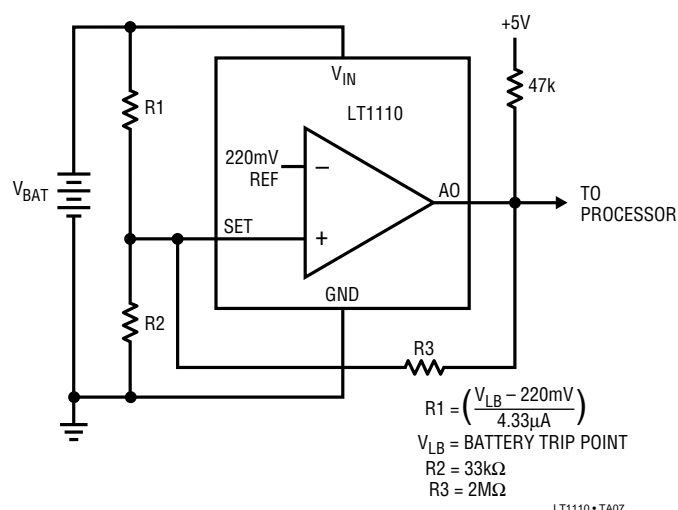 +5V
47k
V_IN
LT1110
R1
220mV
REF
−
V_BAT
AO
TO
PROCESSOR
SET
+
GND
R2
R3
R1 = (V_LB – 220mV / 4.33µA)
V_LB = BATTERY TRIP POINT
R2 = 33kΩ
R3 = 2MΩ
LT1110 • TA07